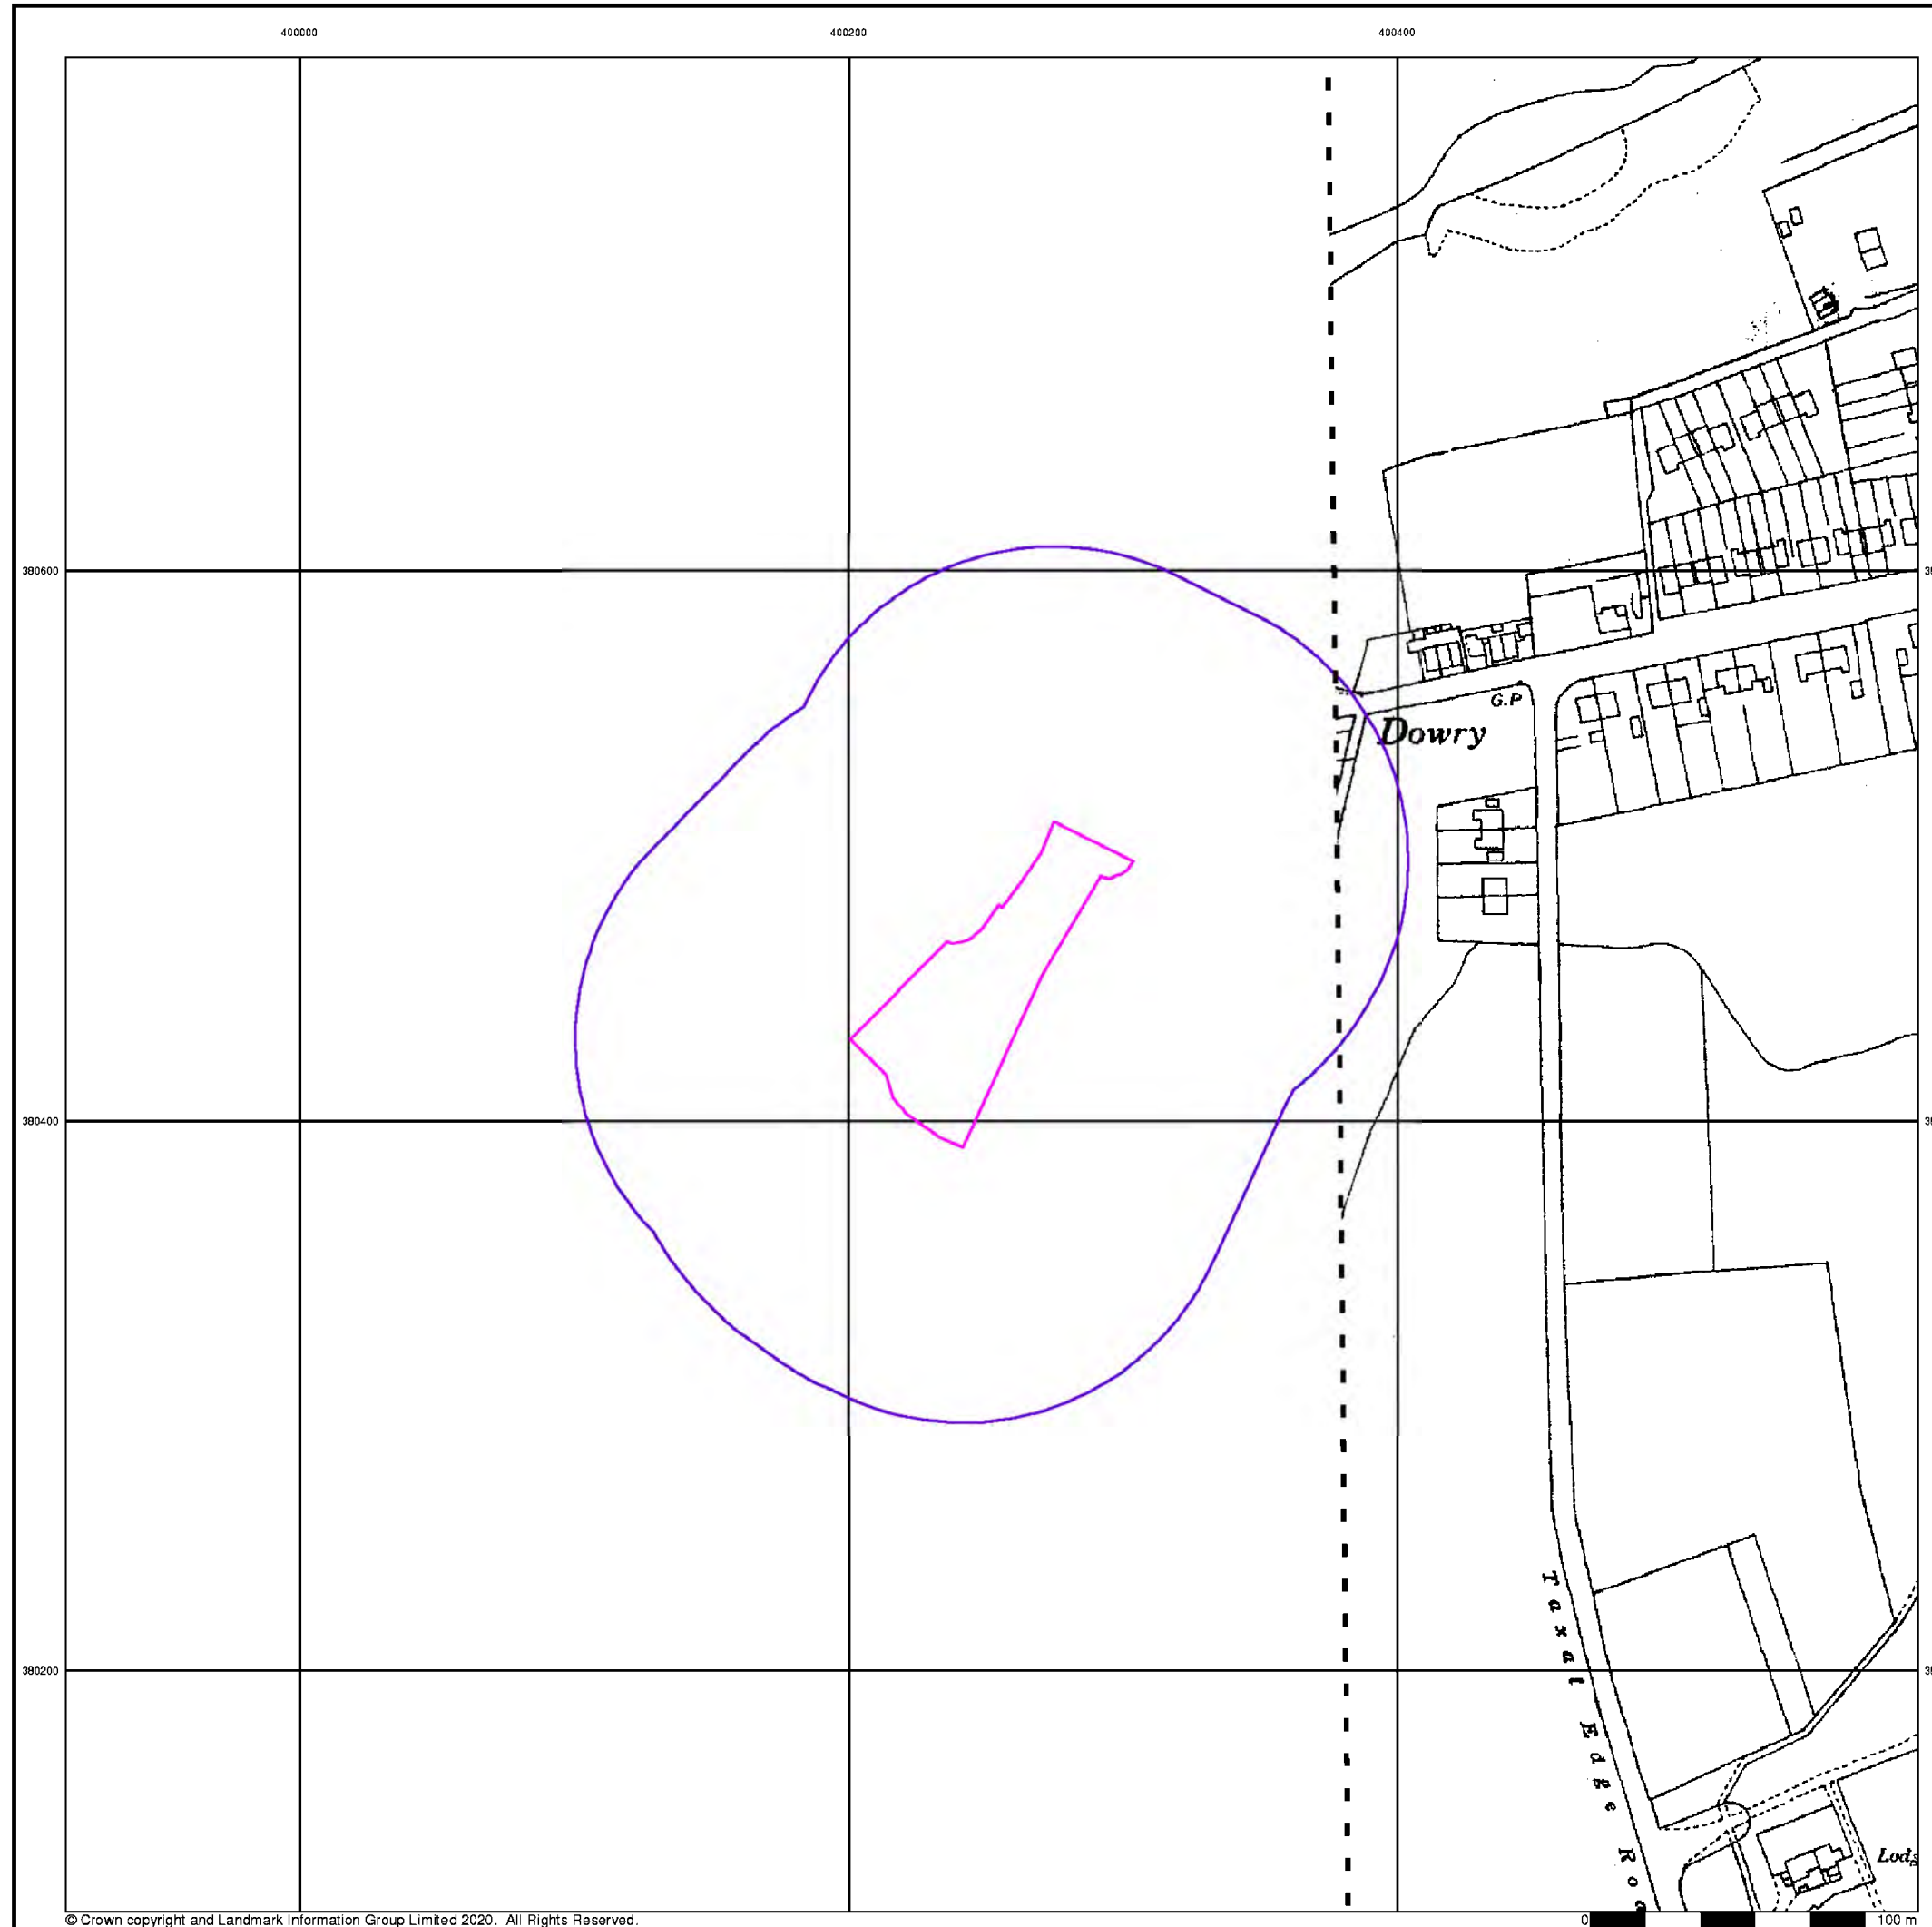 400000 400200 400400
380600
G.P
Dowry
380400
380200
Taxal Edge
© Crown copyright and Landmark Information Group Limited 2020. All Rights Reserved.
0 100 m